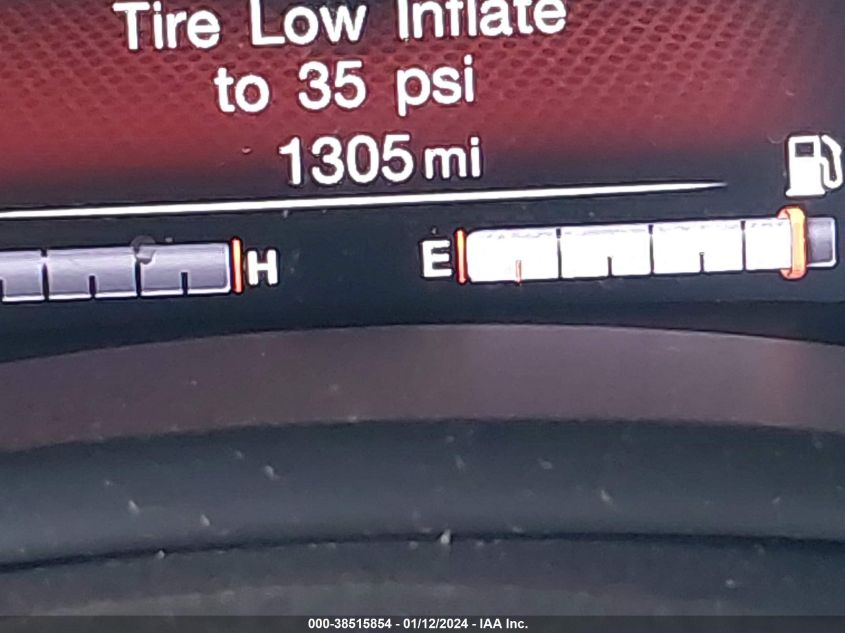 Tire Low Inflate
to 35 psi
1305 mi
H E
000-38515854 - 01/12/2024 - IAA Inc.